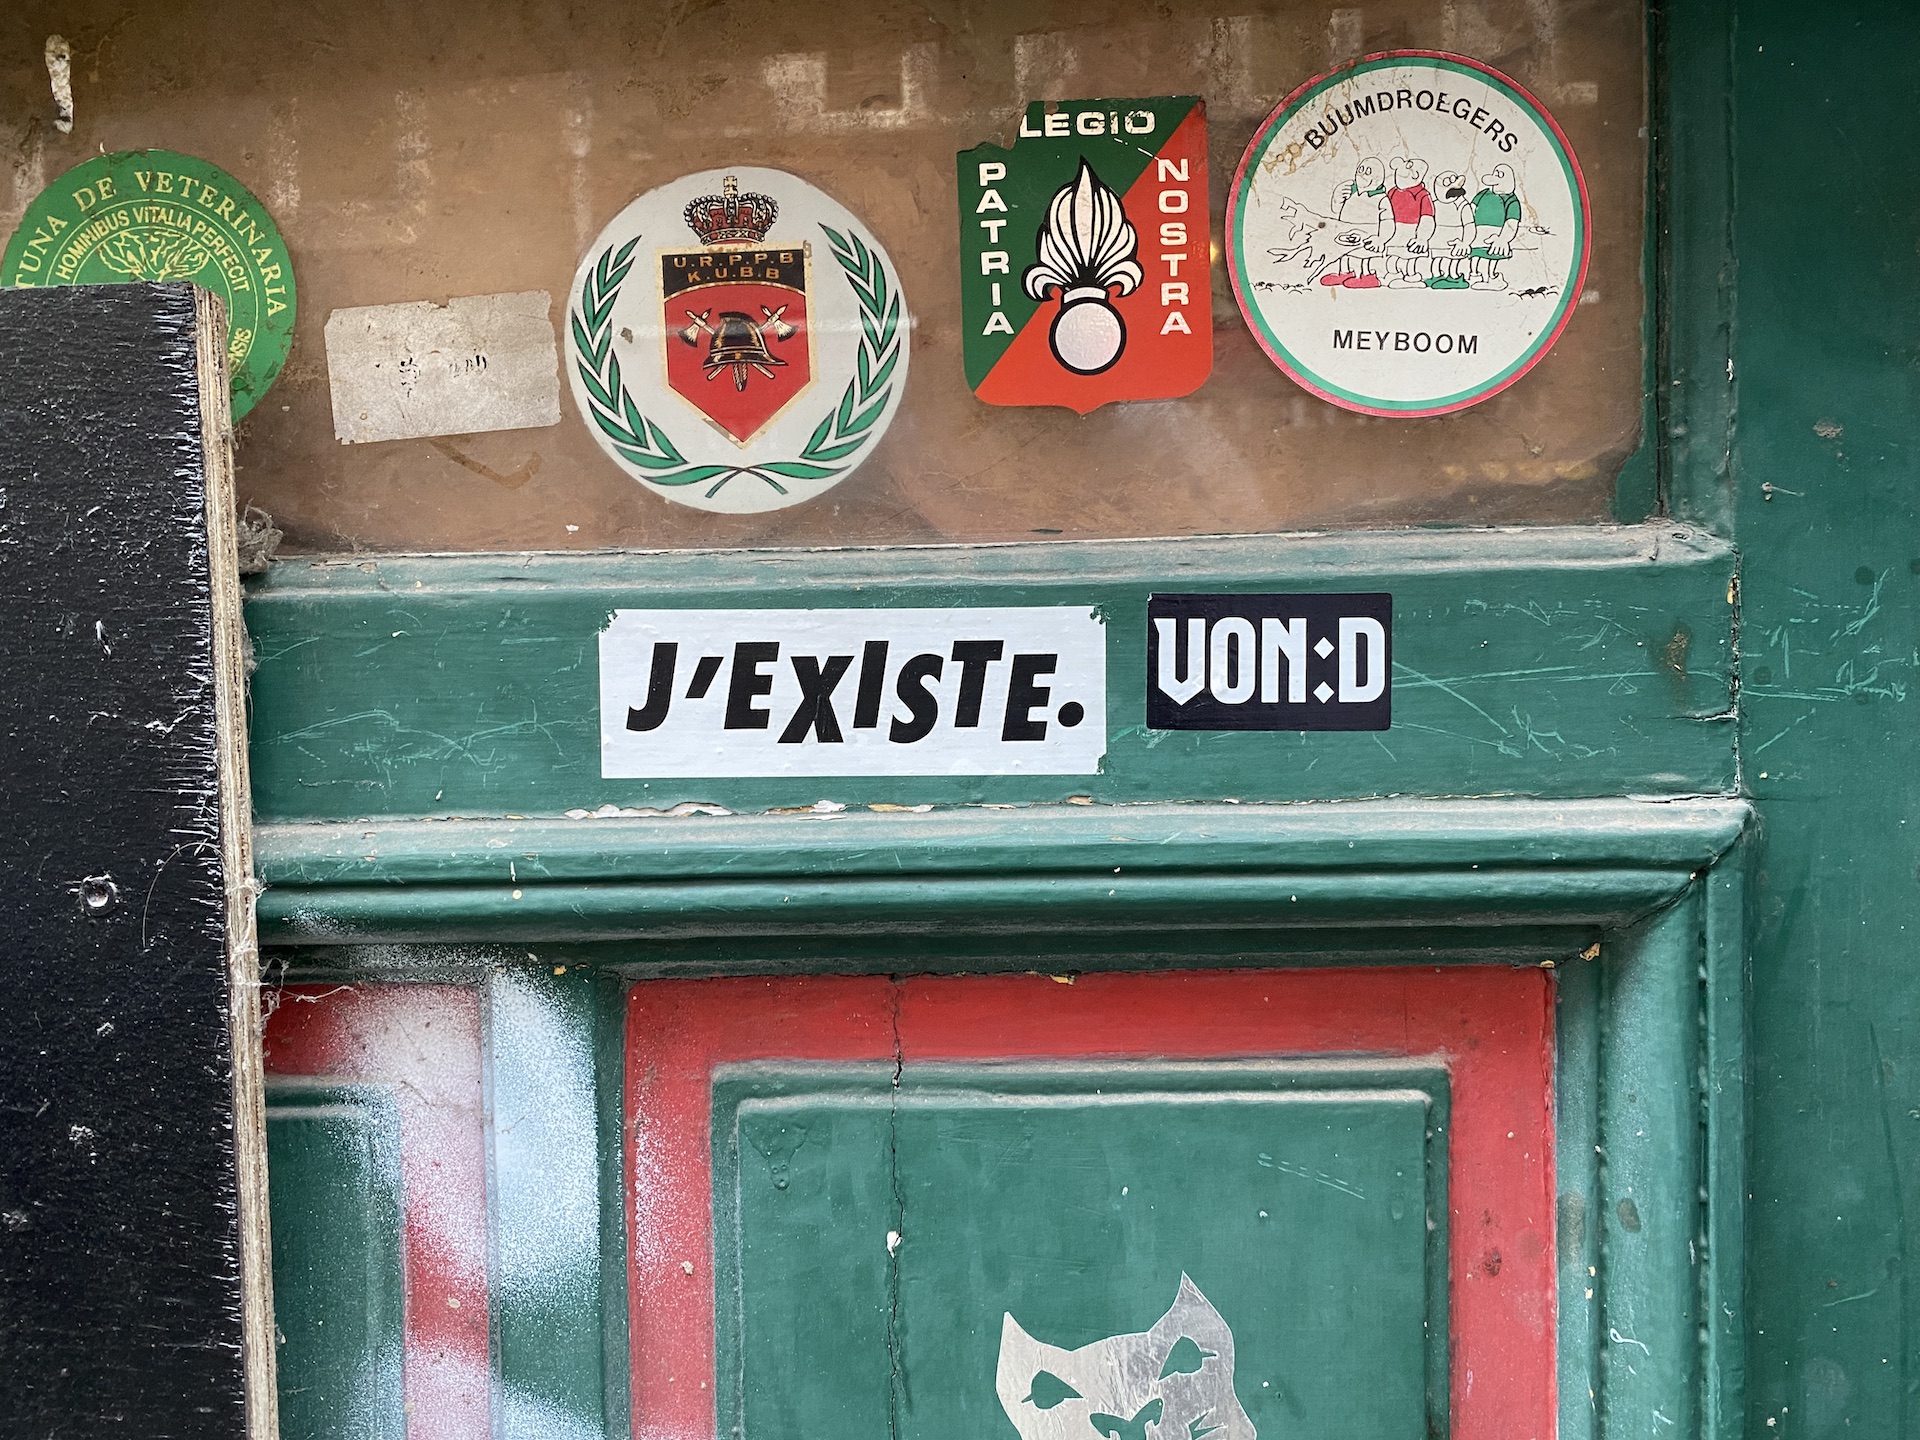 TUNA DE VETERINARIA
HOMINIBUS VITALIA PERFECIT
U.R.P.P.B
K.U.B.B
LEGIO
PATRIA
NOSTRA
BUUMDROEGERS
MEYBOOM
J'EXISTE.
VON:D